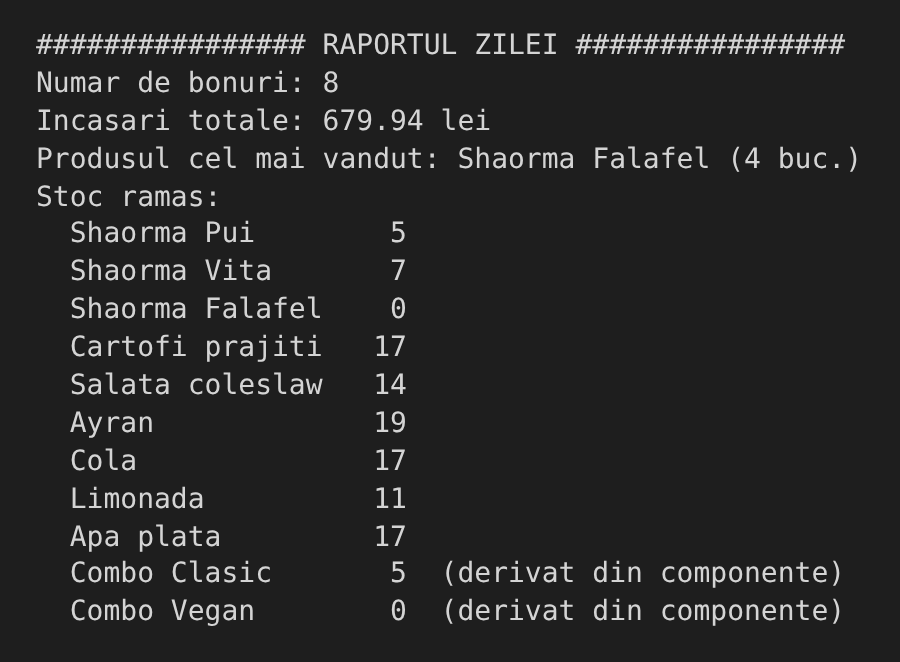 ################ RAPORTUL ZILEI ################
Numar de bonuri: 8
Incasari totale: 679.94 lei
Produsul cel mai vandut: Shaorma Falafel (4 buc.)
Stoc ramas:
  Shaorma Pui        5
  Shaorma Vita       7
  Shaorma Falafel    0
  Cartofi prajiti   17
  Salata coleslaw   14
  Ayran             19
  Cola              17
  Limonada          11
  Apa plata         17
  Combo Clasic       5  (derivat din componente)
  Combo Vegan        0  (derivat din componente)